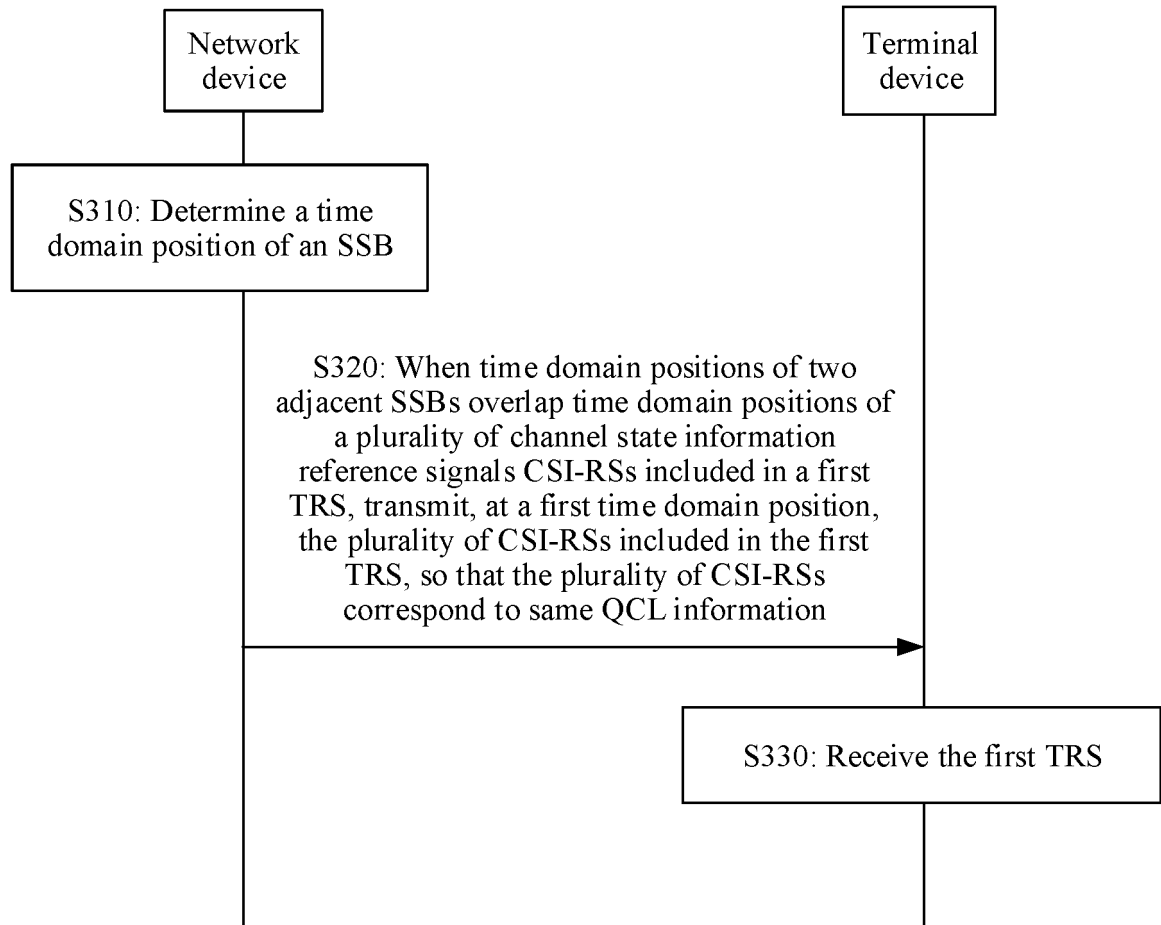 Network
device
Terminal
device
S310: Determine a time
domain position of an SSB
S320: When time domain positions of two
adjacent SSBs overlap time domain positions of
a plurality of channel state information
reference signals CSI-RSs included in a first
TRS, transmit, at a first time domain position,
the plurality of CSI-RSs included in the first
TRS, so that the plurality of CSI-RSs
correspond to same QCL information
S330: Receive the first TRS